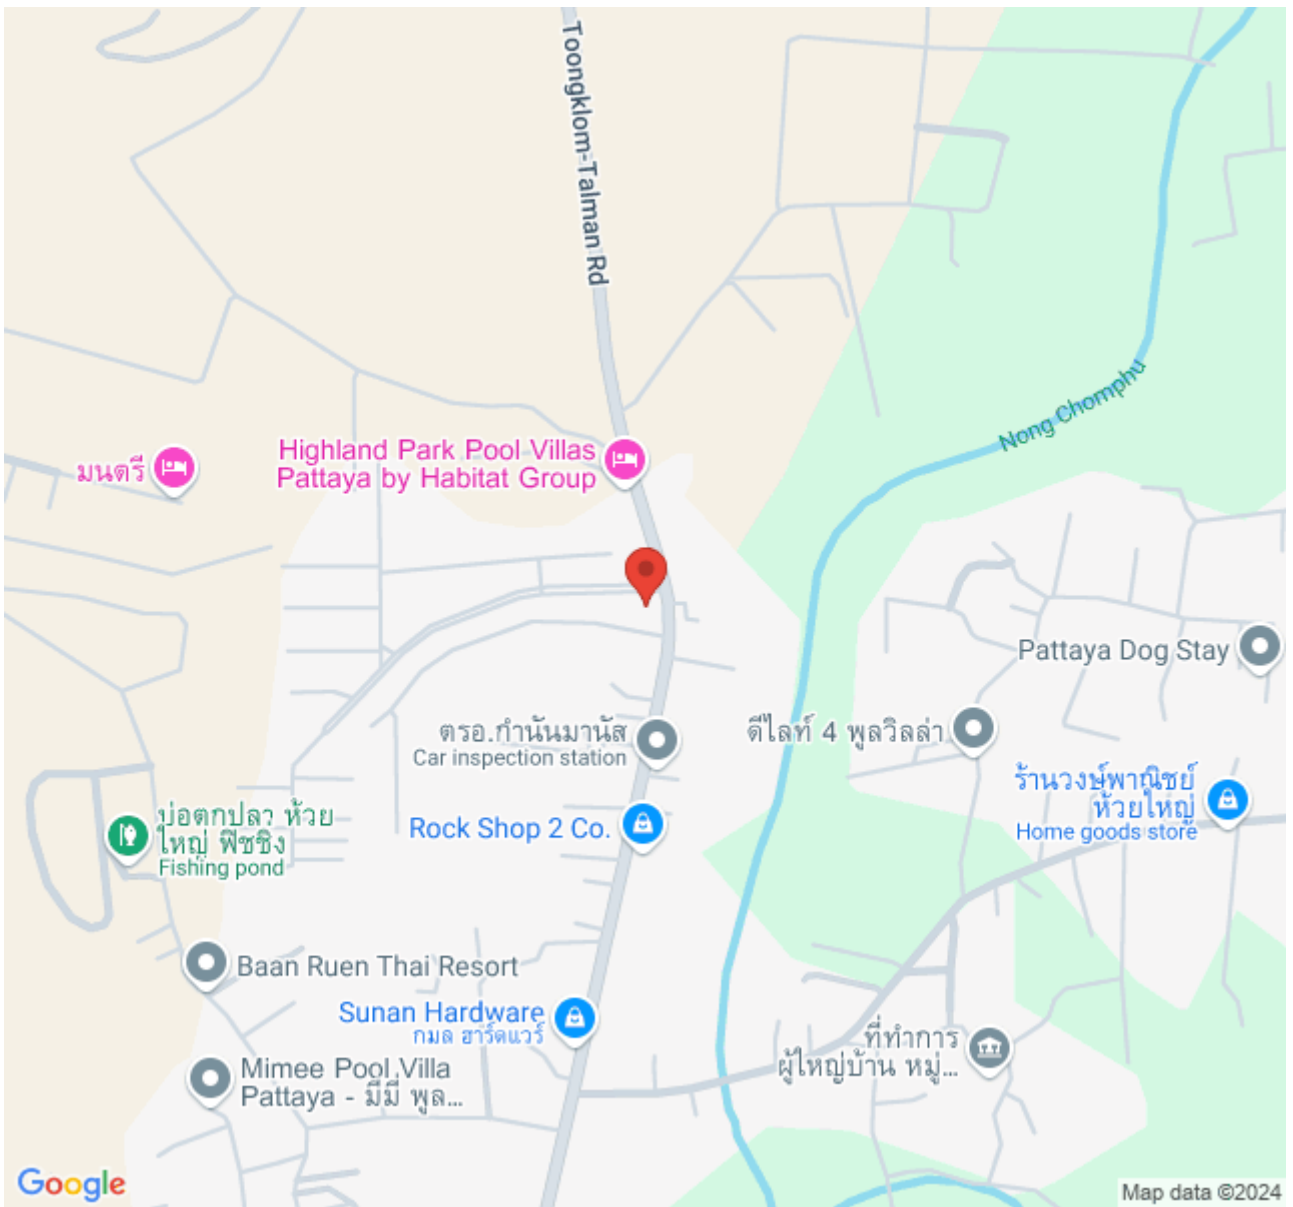 Toongklom-Talman Rd
Nong Chomphu
Highland Park Pool Villas
Pattaya by Habitat Group
มนตรี
Pattaya Dog Stay
ตรอ.กำนันมานัส
Car inspection station
ดีไลท์ 4 พูลวิลล่า
ร้านวงษ์พาณิชย์
ห้วยใหญ่
Home goods store
Rock Shop 2 Co.
บ่อตกปลา ห้วย
ใหญ่ ฟิชชิง
Fishing pond
Baan Ruen Thai Resort
Sunan Hardware
กมล ฮาร์ดแวร์
ที่ทำการ
ผู้ใหญ่บ้าน หมู่...
Mimee Pool Villa
Pattaya - มีมี่ พูล...
Google
Map data ©2024